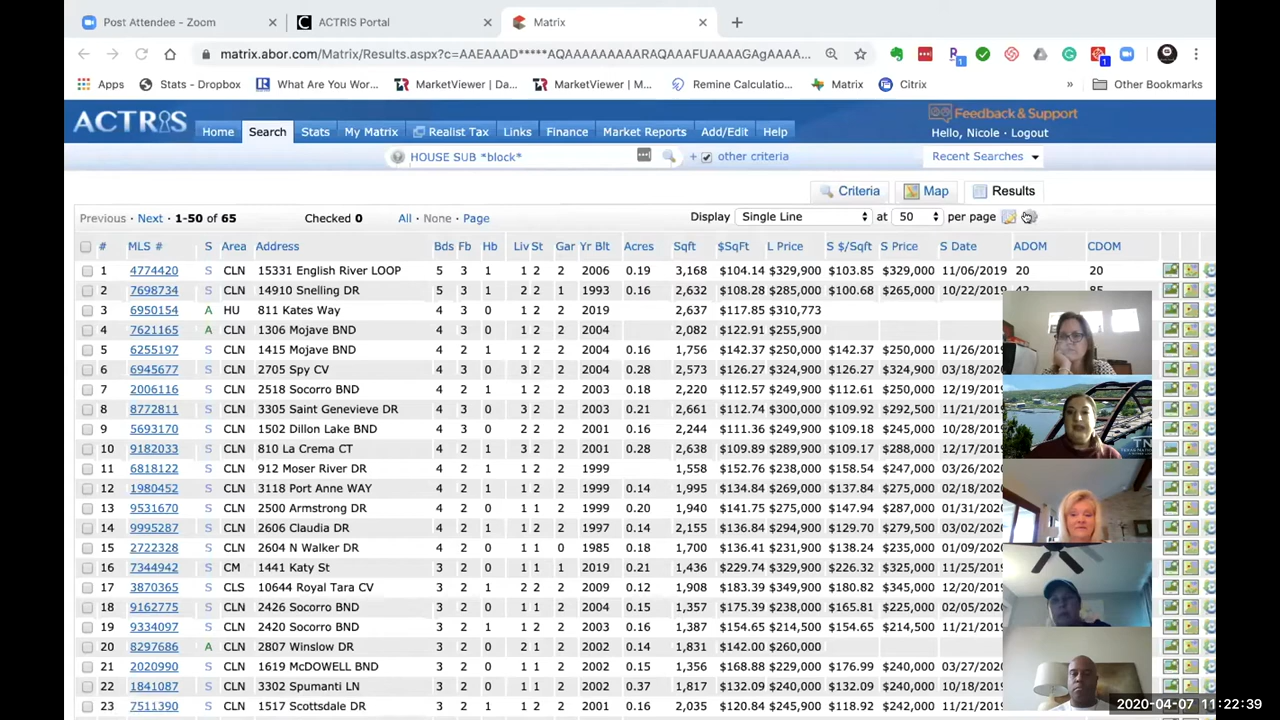 Post Attendee - Zoom ACTRIS Portal Matrix
matrix.abor.com/Matrix/Results.aspx?c=AAEAAAD*****AQAAAAAAAAARAQAAAFUAAAAGAgAAAA...
Apps Stats - Dropbox What Are You Wor... MarketViewer | Da... MarketViewer | M... Remine Calculation... Matrix Citrix » Other Bookmarks
Feedback & Support
ACTRIS Home Search Stats My Matrix Realist Tax Links Finance Market Reports Add/Edit Help Hello, Nicole · Logout
HOUSE SUB *block* + other criteria Recent Searches
Criteria Map Results
Previous · Next · 1-50 of 65 Checked 0 All · None · Page Display Single Line at 50 per page
# MLS # S Area Address Bds Fb Hb Liv St Gar Yr Blt Acres Sqft $SqFt L Price S $/Sqft S Price S Date ADOM CDOM
1 4774420 S CLN 15331 English River LOOP 5 3 1 1 2 2 2006 0.19 3,168 $104.14 $329,900 $103.85 $329,000 11/06/2019 20 20
2 7698734 S CLN 14910 Snelling DR 5 3 1 2 2 1 1993 0.16 2,632 $108.28 $285,000 $100.68 $265,000 10/22/2019
3 6950154 A HU 811 Kates Way 4 2 0 1 2 2 2019 2,637 $117.85 $310,773
4 7621165 A CLN 1306 Mojave BND 4 3 0 1 2 2 2004 2,082 $122.91 $255,900
5 6255197 S CLN 1415 Mojave BND 4 2 1 1 2 2 2004 0.16 1,756 $142.37 $250,000 $142.37 $250,000
6 6945677 S CLN 2705 Spy CV 4 2 1 3 2 2 2004 0.28 2,573 $126.27 $324,900 $126.27 $324,900 03/18/2020
7 2006116 S CLN 2518 Socorro BND 4 2 1 1 2 2 2003 0.18 2,220 $112.57 $249,900 $112.61 $250,000 12/19/2019
8 8772811 S CLN 3305 Saint Genevieve DR 4 3 0 3 2 2 2003 0.21 2,661 $112.74 $300,000 $109.92 $292,500 11/21/2019
9 5693170 S CLN 1502 Dillon Lake BND 4 2 1 2 2 2 2001 0.16 2,244 $111.36 $249,900 $109.18 $245,000
10 9182033 S CLN 810 La Crema CT 4 2 1 3 2 2 2001 0.28 2,638 $109.89 $289,900 $109.17 $288,000
11 6818122 S CLN 912 Moser River DR 4 2 1 1 2 2 1999 1,558 $152.76 $238,000 $158.54 $247,000
12 1980452 S CLN 3118 Port Anne WAY 4 2 0 1 1 2 1999 0.14 1,995 $134.84 $269,000 $137.84 $275,000
13 9531670 S CLN 2500 Armstrong DR 4 2 0 1 1 2 1999 0.20 1,940 $141.75 $275,000 $147.94 $287,000 01/31/2020
14 9995287 S CLN 2606 Claudia DR 4 2 1 2 2 2 1997 0.14 2,155 $136.84 $294,900 $129.70 $279,500 03/02/2020
15 2722328 S CLN 2604 N Walker DR 4 2 0 1 1 0 1985 0.18 1,700 $136.41 $231,900 $138.24 $235,000 01/09/2020
16 7344942 S CM 1441 Katy St 3 2 0 1 1 2 2019 0.21 1,436 $229.74 $329,900 $226.32 $325,000
17 3870365 S CLS 10644 Royal Tara CV 3 2 0 2 1 2 2009 0.12 1,908 $183.39 $349,900 $180.82 $345,000
18 9162775 S CLN 2426 Socorro BND 3 2 0 1 1 2 2004 0.15 1,357 $175.39 $238,000 $165.81 $225,000 02/05/2020
19 9334097 S CLN 2420 Socorro BND 3 2 0 1 1 2 2003 0.16 1,387 $154.65 $214,500 $154.65 $214,500 11/21/2019
20 8297686 A CLN 2807 Winslow DR 3 2 0 2 1 2 2002 0.14 1,831 $142.00 $260,000
21 2020990 S CLN 1619 McDOWELL BND 3 2 0 1 1 2 2002 0.15 1,356 $168.88 $229,000 $176.99 $240,000 03/27/2020
22 1841087 S CLN 3302 Spumanti LN 3 2 0 1 1 2 2002 0.37 1,817 $132.09 $240,000 $132.09 $240,000
23 7511390 S CLN 1517 Scotsdale DR 3 2 0 1 1 2 2001 0.16 2,035
2020-04-07 11:22:39